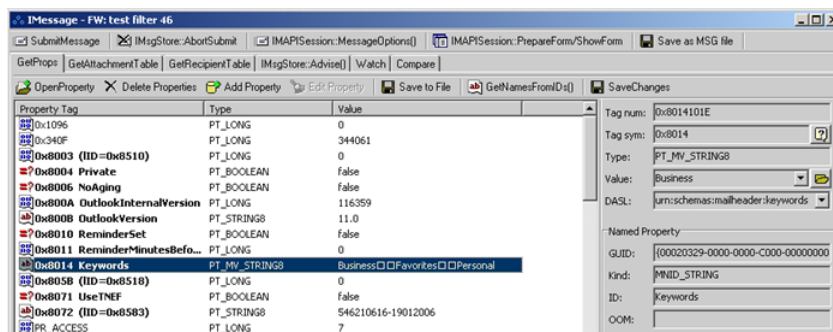 IMessage - FW: test filter 46
SubmitMessage IMsgStore::AbortSubmit IMAPISession::MessageOptions() IMAPISession::PrepareForm/ShowForm Save as MSG file
GetProps GetAttachmentTable GetRecipientTable IMsgStore::Advise() Watch Compare
OpenProperty Delete Properties Add Property Edit Property Save to File GetNamesFromIDs() SaveChanges
Property Tag Type Value
0x1096 PT_LONG 0
0x340F PT_LONG 344061
0x8003 (lID=0x8510) PT_LONG 0
0x8004 Private PT_BOOLEAN false
0x8006 NoAging PT_BOOLEAN false
0x800A OutlookInternalVersion PT_LONG 116359
0x800B OutlookVersion PT_STRING8 11.0
0x8010 ReminderSet PT_BOOLEAN false
0x8011 ReminderMinutesBefo... PT_LONG 0
0x8014 Keywords PT_MV_STRING8 Business□□Favorites□□Personal
0x805B (lID=0x8518) PT_LONG 0
0x8071 UseTNEF PT_BOOLEAN false
0x8072 (lID=0x8583) PT_STRING8 546210616-19012006
PR_ACCESS PT_LONG 7
Tag num: 0x8014101E
Tag sym: 0x8014
Type: PT_MV_STRING8
Value: Business
DASL: urn:schemas:mailheader:keywords
Named Property
GUID: {00020329-0000-0000-C000-00000000
Kind: MNID_STRING
ID: Keywords
OOM: